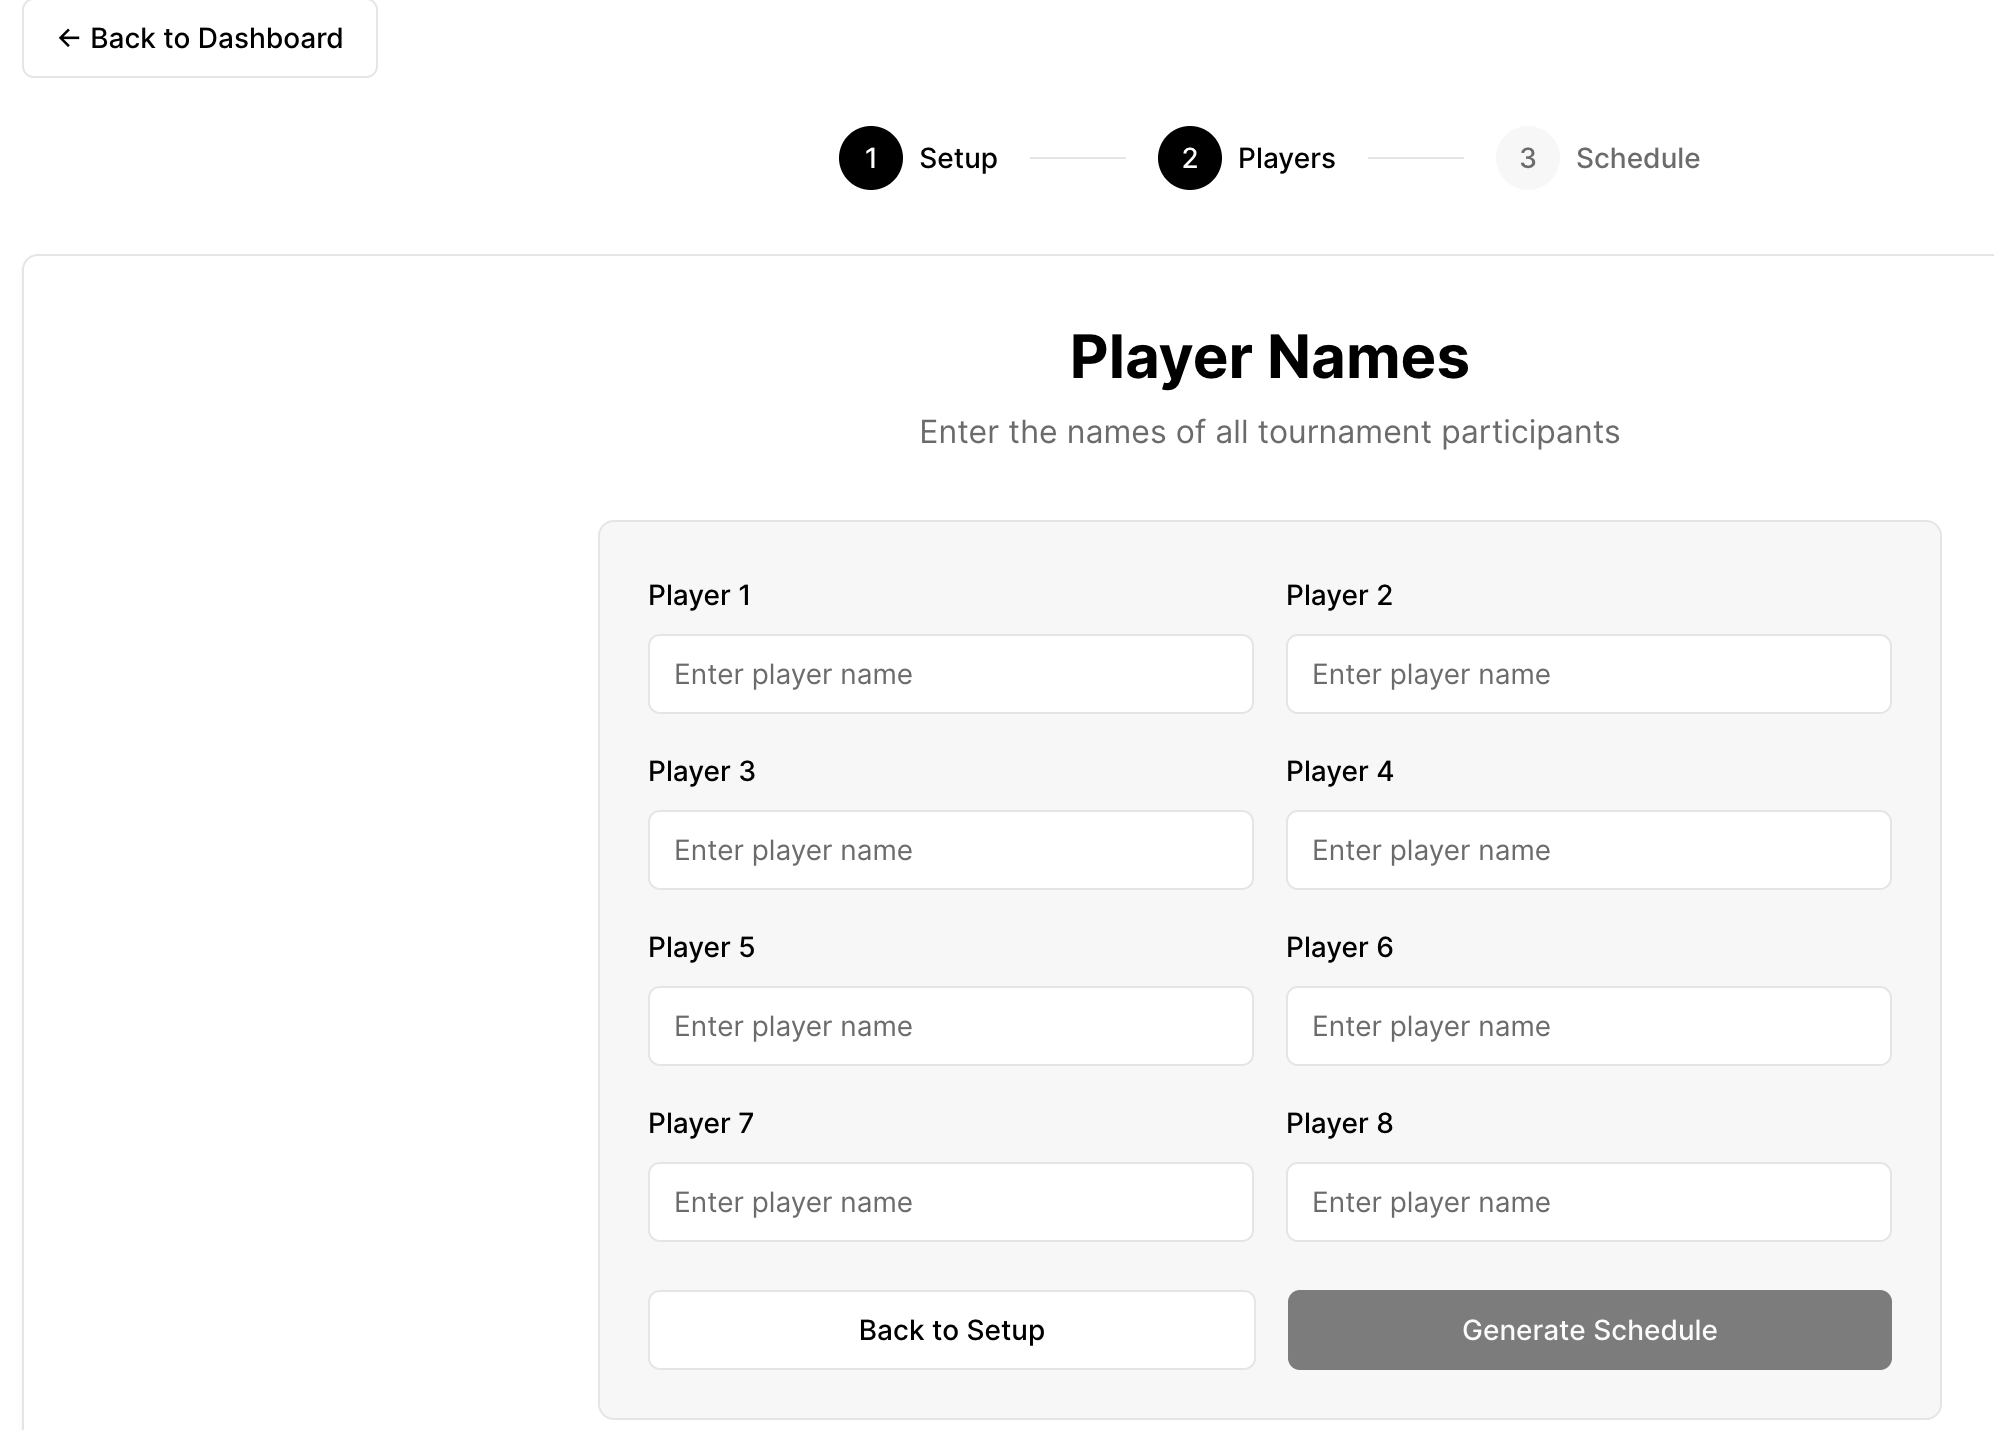 ← Back to Dashboard
1 Setup 2 Players 3 Schedule
Player Names
Enter the names of all tournament participants
Player 1 Player 2
Enter player name Enter player name
Player 3 Player 4
Enter player name Enter player name
Player 5 Player 6
Enter player name Enter player name
Player 7 Player 8
Enter player name Enter player name
Back to Setup Generate Schedule